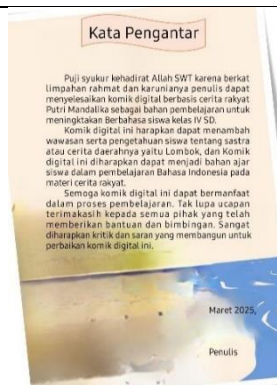 Kata Pengantar
Puji syukur kehadirat Allah SWT karena berkat
limpahan rahmat dan karunianya penulis dapat
menyelesaikan komik digital berbasis cerita rakyat
Putri Mandalika sebagai bahan pembelajaran untuk
meningktakan Berbahasa siswa kelas IV SD.
Komik digital ini harapkan dapat menambah
wawasan serta pengetahuan siswa tentang sastra
atau cerita daerahnya yaitu Lombok, dan Komik
digital ini diharapkan dapat menjadi bahan ajar
siswa dalam pembelajaran Bahasa Indonesia pada
materi cerita rakyat.
Semoga komik digital ini dapat bermanfaat
dalam proses pembelajaran. Tak lupa ucapan
terimakasih kepada semua pihak yang telah
memberikan bantuan dan bimbingan. Sangat
diharapkan kritik dan saran yang membangun untuk
perbaikan komik digital ini.
Maret 2025,
Penulis